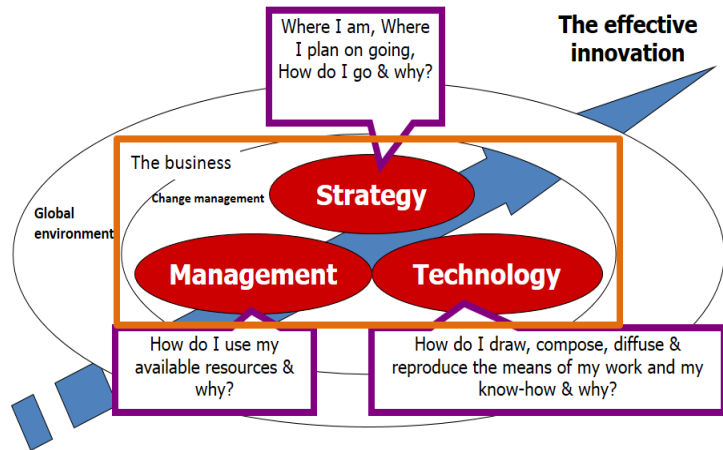 Where I am, Where
I plan on going,
How do I go & why?
The effective
innovation
The business
Change management
Strategy
Global
environment
Management
Technology
How do I use my
available resources &
why?
How do I draw, compose, diffuse &
reproduce the means of my work and my
know-how & why?